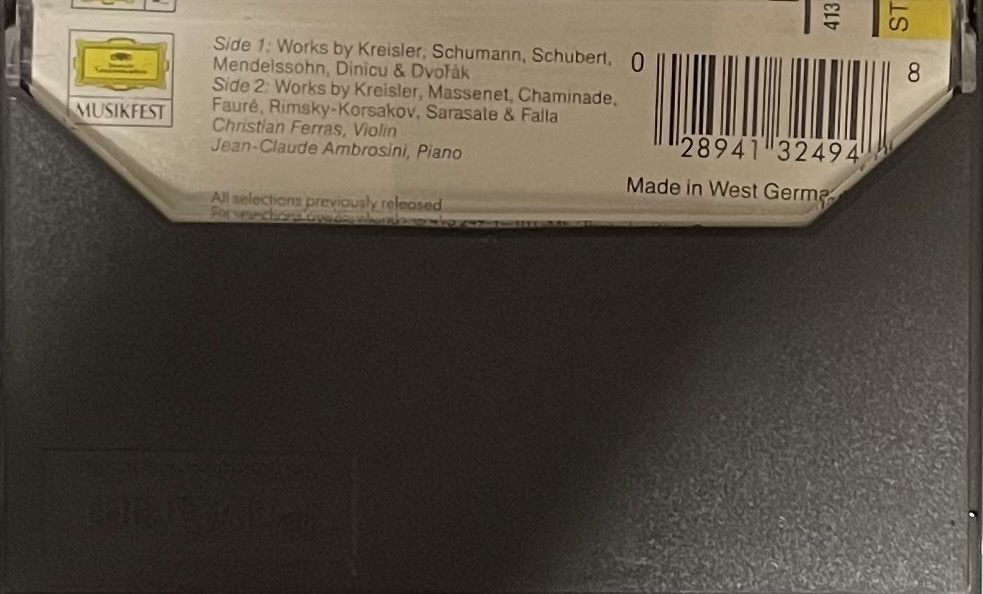 413
ST
MUSIKFEST
Side 1: Works by Kreisler, Schumann, Schubert,
Mendelssohn, Dinicu & Dvořák
Side 2: Works by Kreisler, Massenet, Chaminade,
Fauré, Rimsky-Korsakov, Sarasate & Falla
Christian Ferras, Violin
Jean-Claude Ambrosini, Piano
All selections previously released
0 28941 32494 8
Made in West Germa